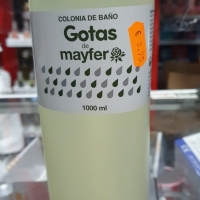 COLONIA DE BAÑO
Gotas
de
mayfer
1000 ml